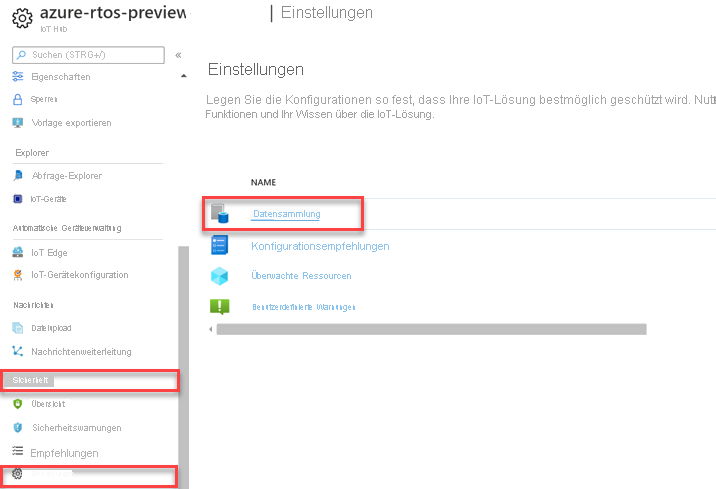 azure-rtos-preview
IoT Hub
Suchen (STRG+/)
«
Eigenschaften
Sperren
Vorlage exportieren
Explorer
Abfrage-Explorer
IoT-Geräte
Automatische Geräteverwaltung
IoT Edge
IoT-Gerätekonfiguration
Nachrichten
Dateiupload
Nachrichtenweiterleitung
Sicherheit
Übersicht
Sicherheitswarnungen
Empfehlungen
| Einstellungen
Einstellungen
Legen Sie die Konfigurationen so fest, dass Ihre IoT-Lösung bestmöglich geschützt wird. Nutz
Funktionen und Ihr Wissen über die IoT-Lösung.
NAME
Datensammlung
Konfigurationsempfehlungen
Überwachte Ressourcen
Benutzerdefinierte Warnungen